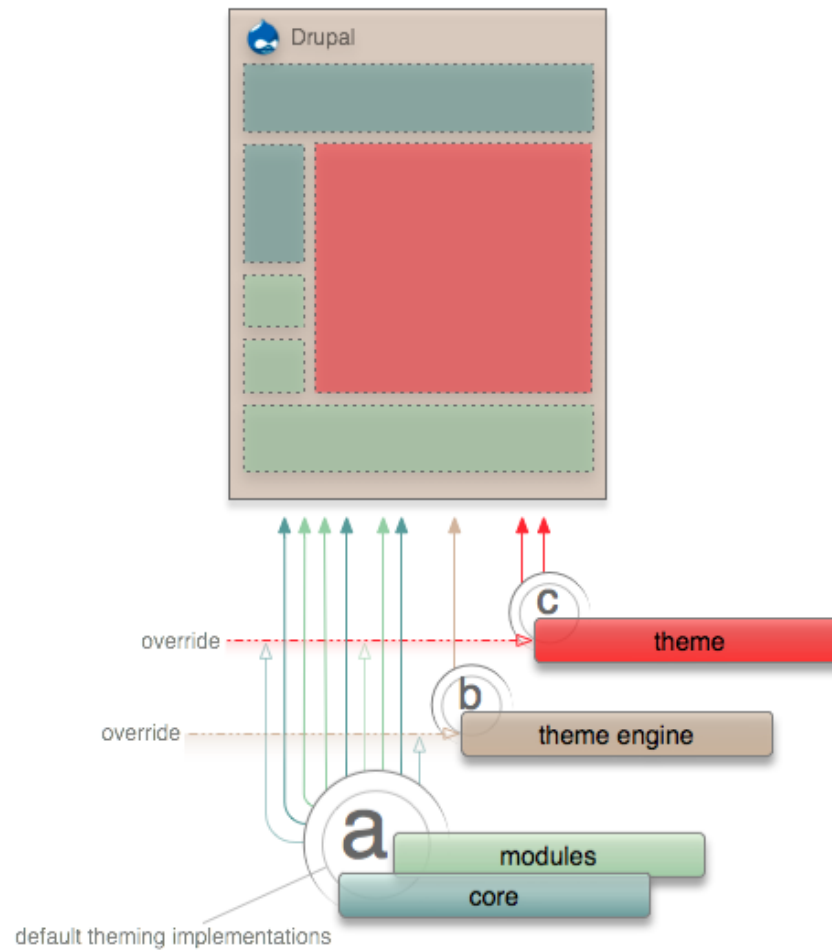 Drupal
c
override
theme
b
override
theme engine
a
modules
core
default theming implementations